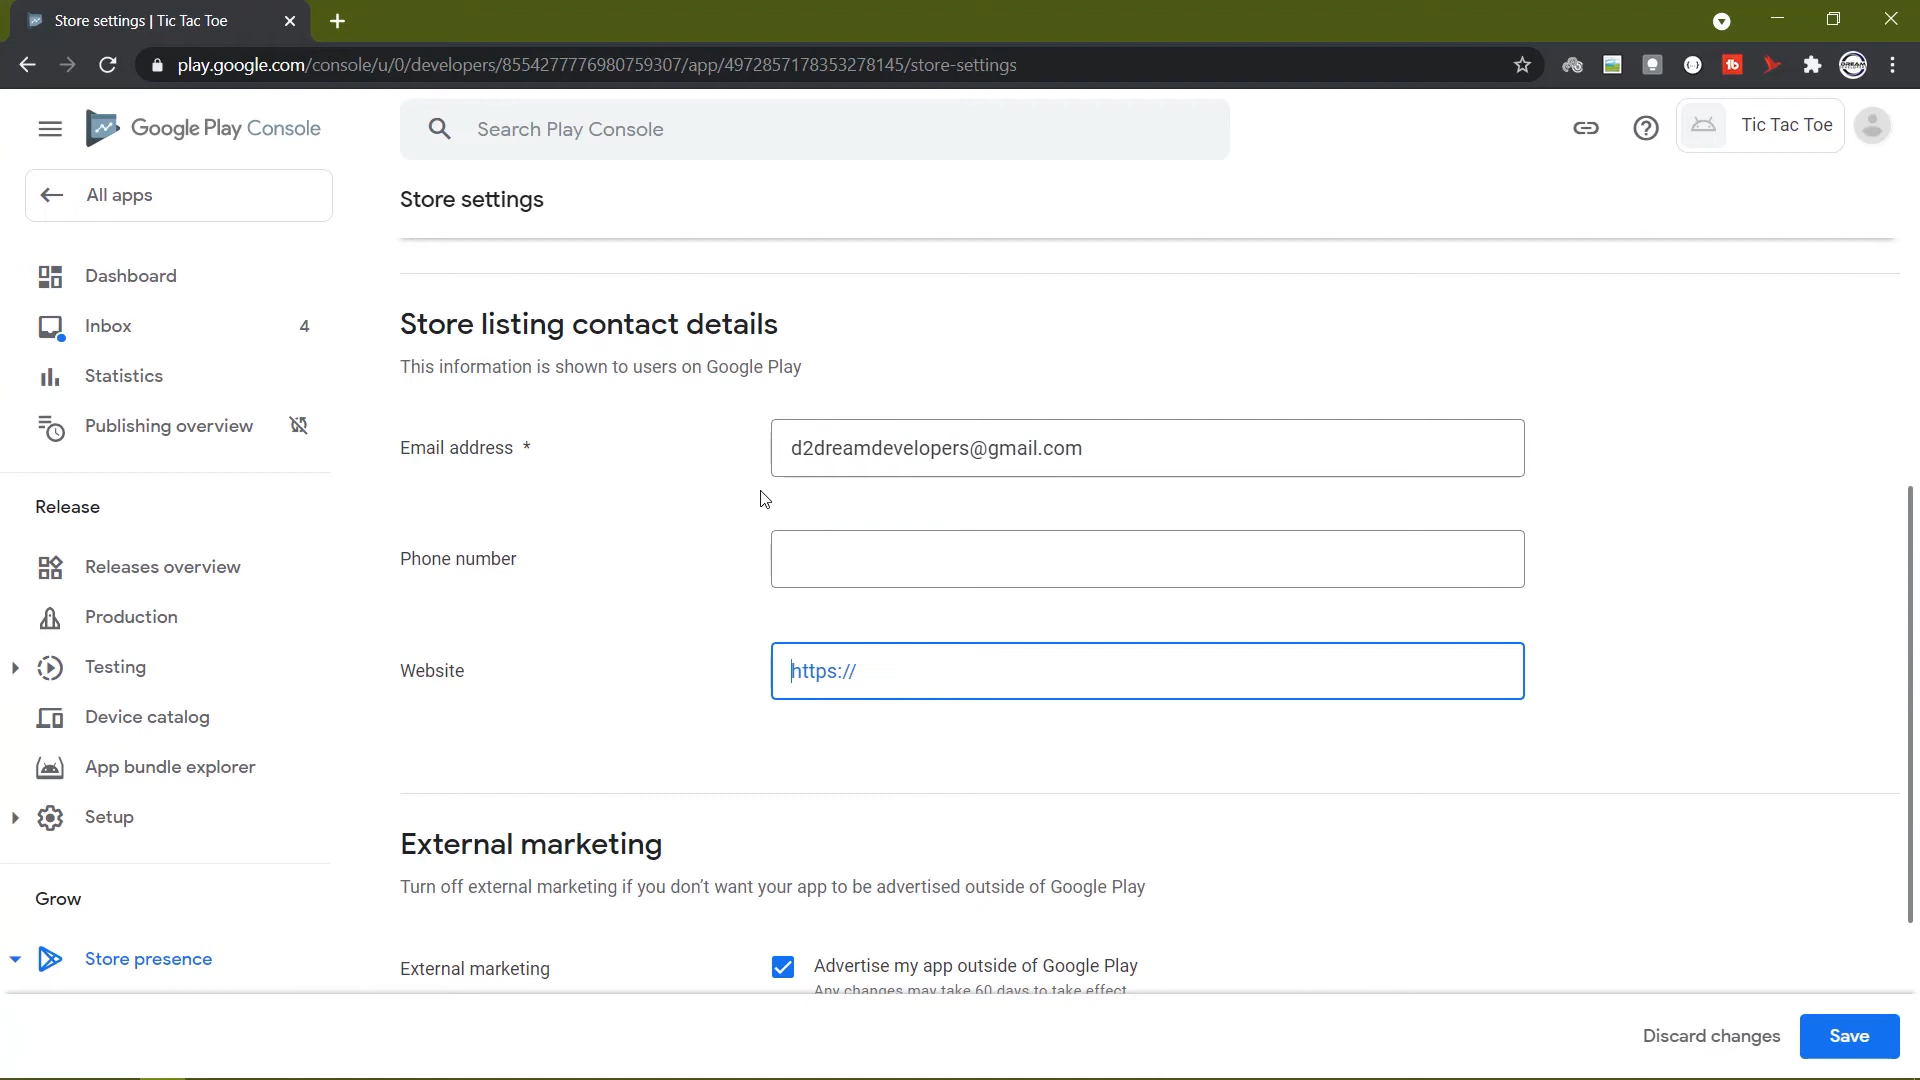 Store settings | Tic Tac Toe
play.google.com/console/u/0/developers/8554277776980759307/app/4972857178353278145/store-settings
Google Play Console
Search Play Console
Tic Tac Toe
All apps
Store settings
Dashboard
Inbox 4
Statistics
Publishing overview
Release
Releases overview
Production
Testing
Device catalog
App bundle explorer
Setup
Grow
Store presence
Store listing contact details
This information is shown to users on Google Play
Email address *
d2dreamdevelopers@gmail.com
Phone number
Website
https://
External marketing
Turn off external marketing if you don't want your app to be advertised outside of Google Play
External marketing
Advertise my app outside of Google Play
Any changes may take 60 days to take effect
Discard changes
Save